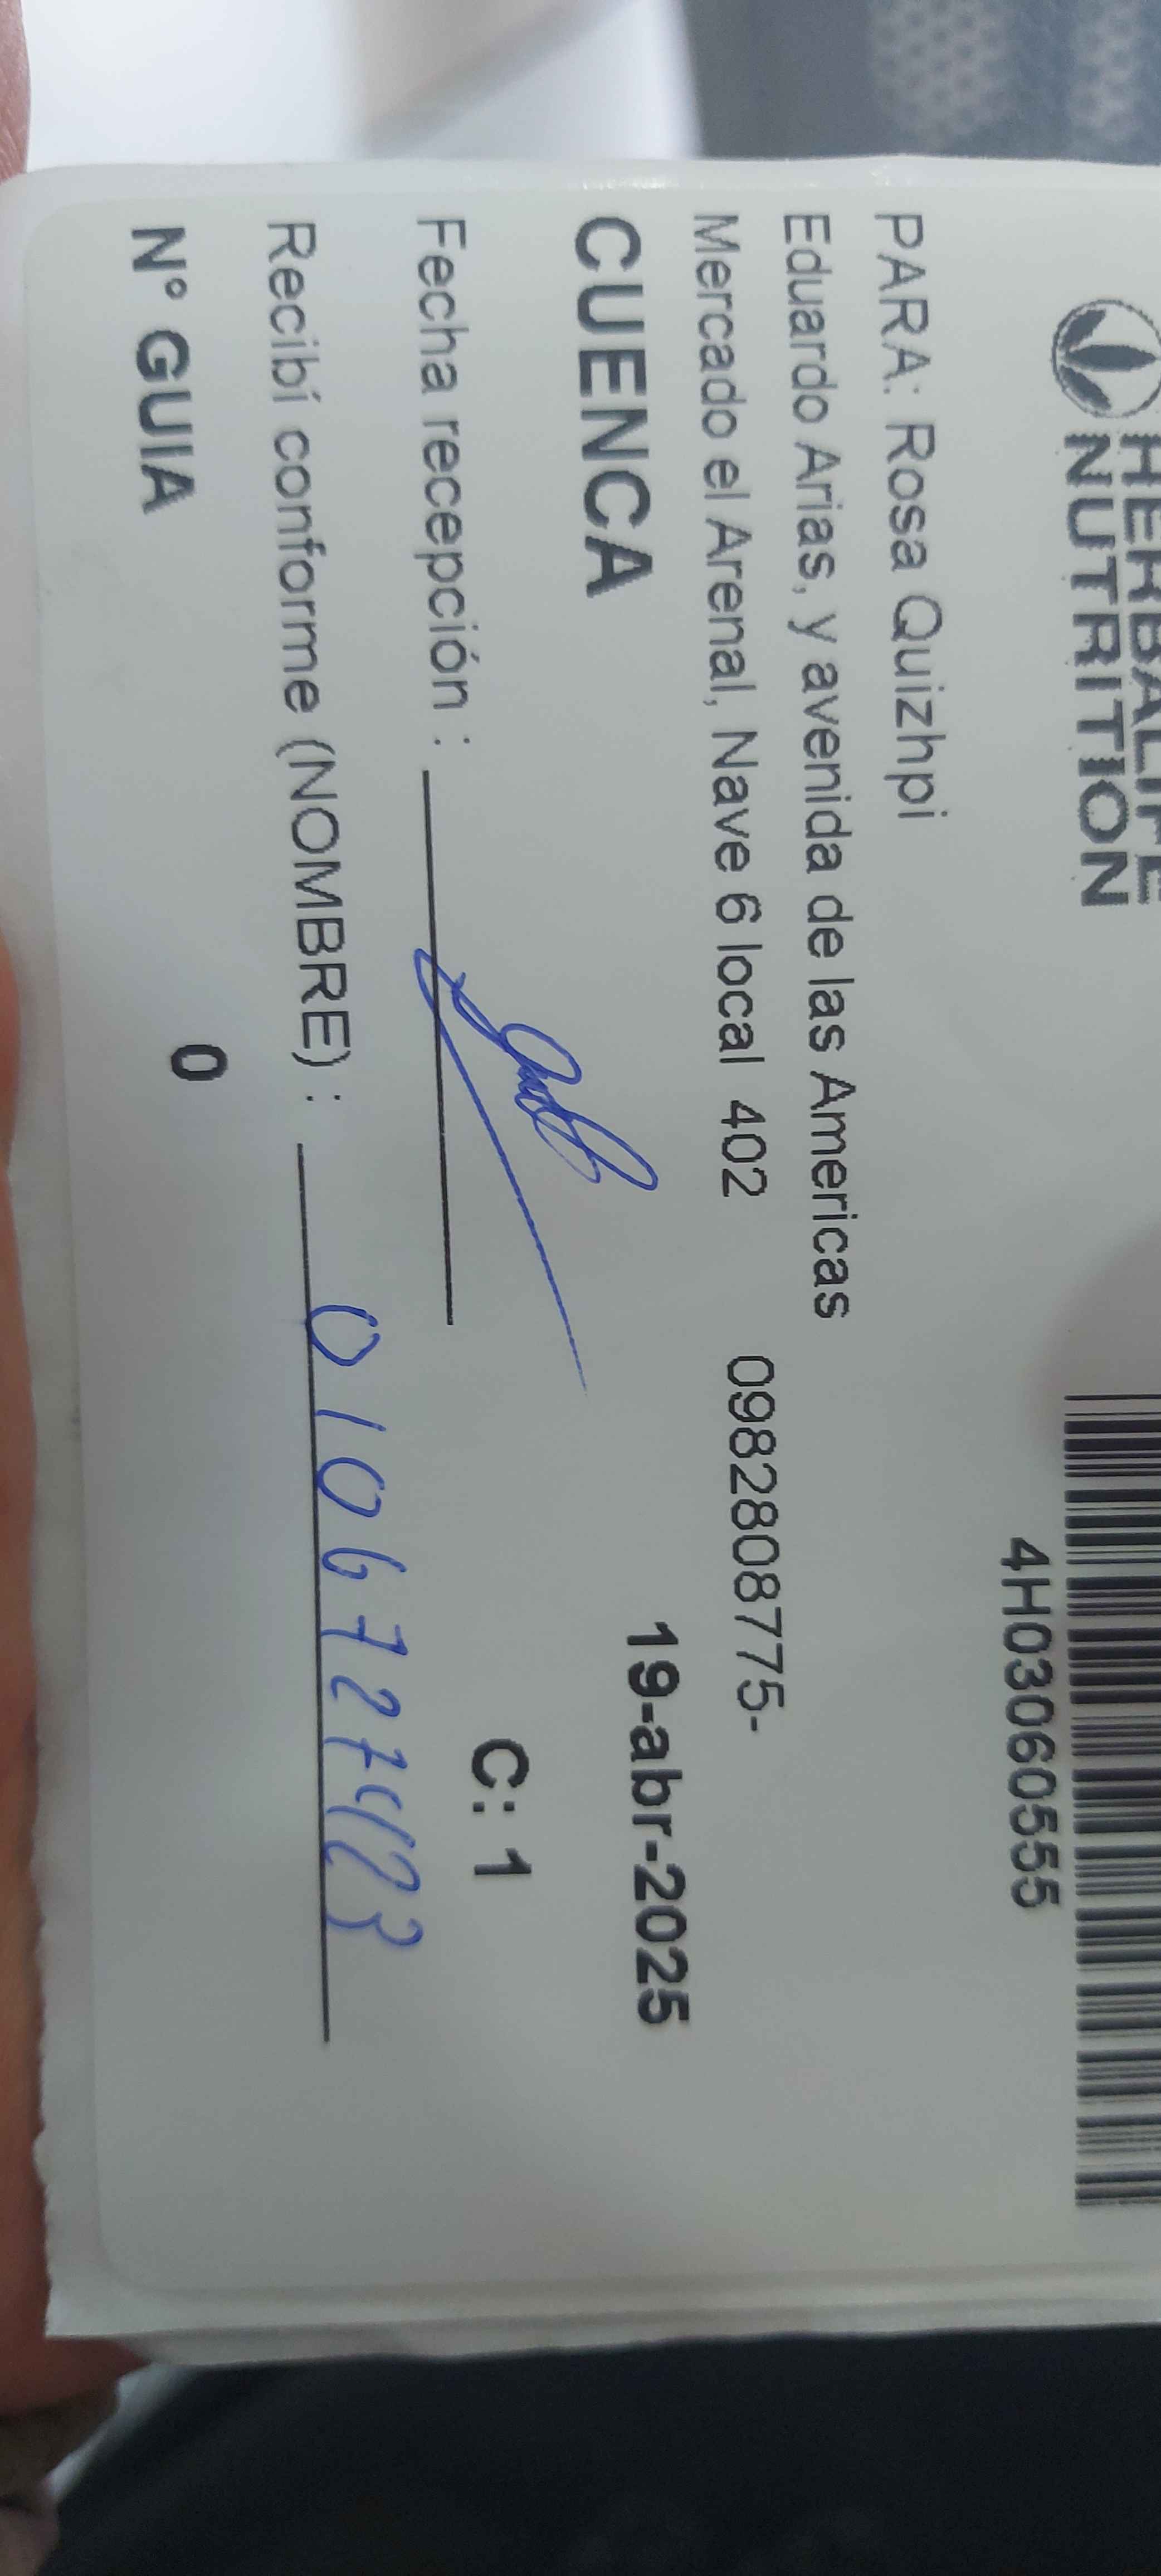 HERBALIFE
NUTRITION
4H03060555
PARA: Rosa Quizhpi
Eduardo Arias, y avenida de las Americas
Mercado el Arenal, Nave 6 local 402 0982808775-
CUENCA 19-abr-2025
Fecha recepción : C: 1
Recibí conforme (NOMBRE) : 0106727423
N° GUIA 0